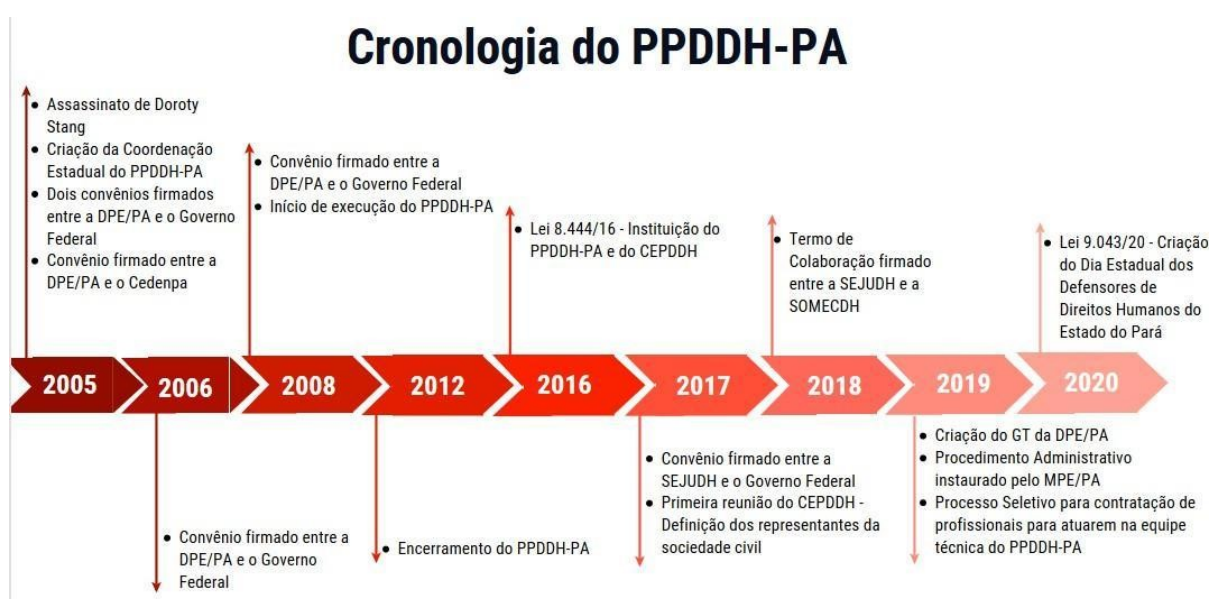 Cronologia do PPDDH-PA
• Assassinato de Doroty
Stang
• Criação da Coordenação
Estadual do PPDDH-PA
• Dois convênios firmados
entre a DPE/PA e o Governo
Federal
• Convênio firmado entre a
DPE/PA e o Cedenpa
• Convênio firmado entre a
DPE/PA e o Governo Federal
• Início de execução do PPDDH-PA
• Lei 8.444/16 - Instituição do
PPDDH-PA e do CEPDDH
• Termo de
Colaboração firmado
entre a SEJUDH e a
SOMECDH
• Lei 9.043/20 - Criação
do Dia Estadual dos
Defensores de
Direitos Humanos do
Estado do Pará
2005 2006 2008 2012 2016 2017 2018 2019 2020
• Convênio firmado entre a
DPE/PA e o Governo
Federal
• Encerramento do PPDDH-PA
• Convênio firmado entre a
SEJUDH e o Governo Federal
• Primeira reunião do CEPDDH -
Definição dos representantes da
sociedade civil
• Criação do GT da DPE/PA
• Procedimento Administrativo
instaurado pelo MPE/PA
• Processo Seletivo para contratação de
profissionais para atuarem na equipe
técnica do PPDDH-PA